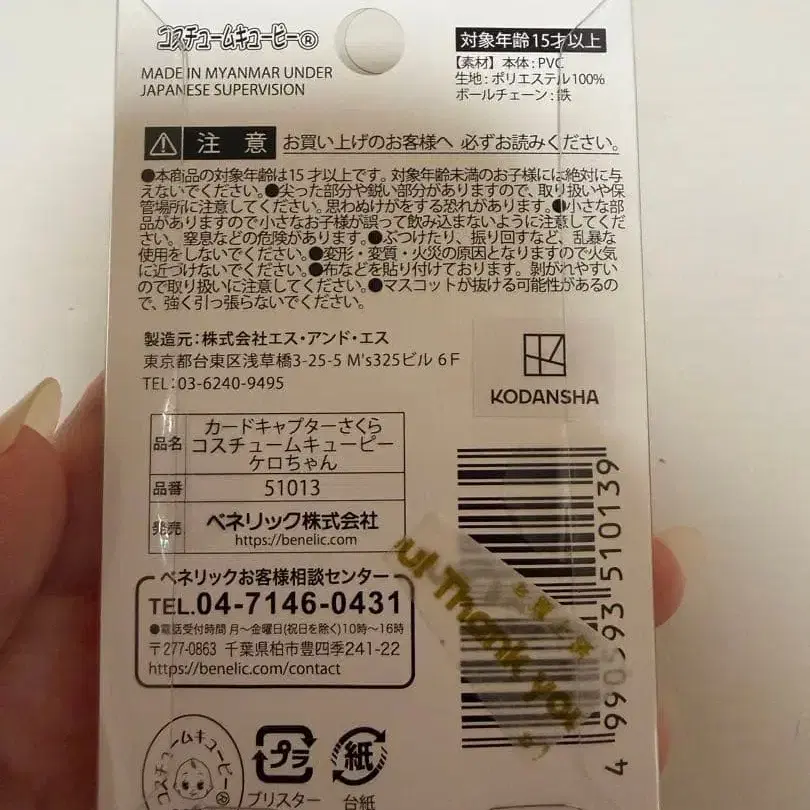 コスチュームキューピー®
MADE IN MYANMAR UNDER
JAPANESE SUPERVISION
対象年齢15才以上
【素材】本体:PVC
生地:ポリエステル100%
ボールチェーン:鉄
注 意 お買い上げのお客様へ 必ずお読みください。
●本商品の対象年齢は15才以上です。対象年齢未満のお子様には絶対に与
えないでください。●尖った部分や鋭い部分がありますので、取り扱いや保
管場所に注意してください。思わぬけがをする恐れがあります。●小さな部
品がありますので小さなお子様が誤って飲み込まないように注意してくだ
さい。窒息などの危険があります。●ぶつけたり、振り回すなど、乱暴な
使用をしないでください。●変形・変質・火災の原因となりますので火気
に近づけないでください。●布などを貼り付けております。剥がれやすい
ので取り扱いに注意してください。●マスコットが抜ける可能性があるの
で、強く引っ張らないでください。
製造元:株式会社エス・アンド・エス
東京都台東区浅草橋3-25-5 M's325ビル 6F
TEL:03-6240-9495
KODANSHA
品名 カードキャプターさくら
コスチュームキューピー
ケロちゃん
品番 51013
発売 ベネリック株式会社
https://benelic.com
ベネリックお客様相談センター
TEL.04-7146-0431
●電話受付時間 月〜金曜日(祝日を除く)10時〜16時
〒277-0863 千葉県柏市豊四季241-22
https://benelic.com/contact
4 990593 510139
ul Thank you
コスチュームキューピー®
プラ
ブリスター
紙
台紙